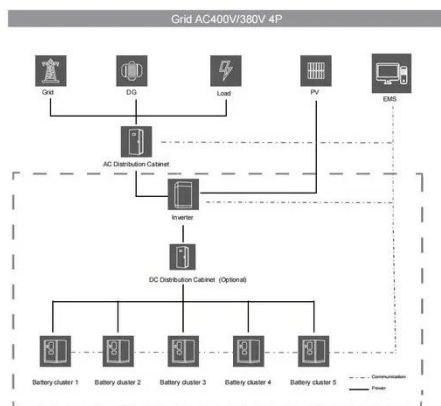 Grid AC400V/380V 4P
Grid
DG
Load
PV
EMS
AC Distribution Cabinet
Inverter
DC Distribution Cabinet (Optional)
Battery cluster 1
Battery cluster 2
Battery cluster 3
Battery cluster 4
Battery cluster 5
Communication
Power